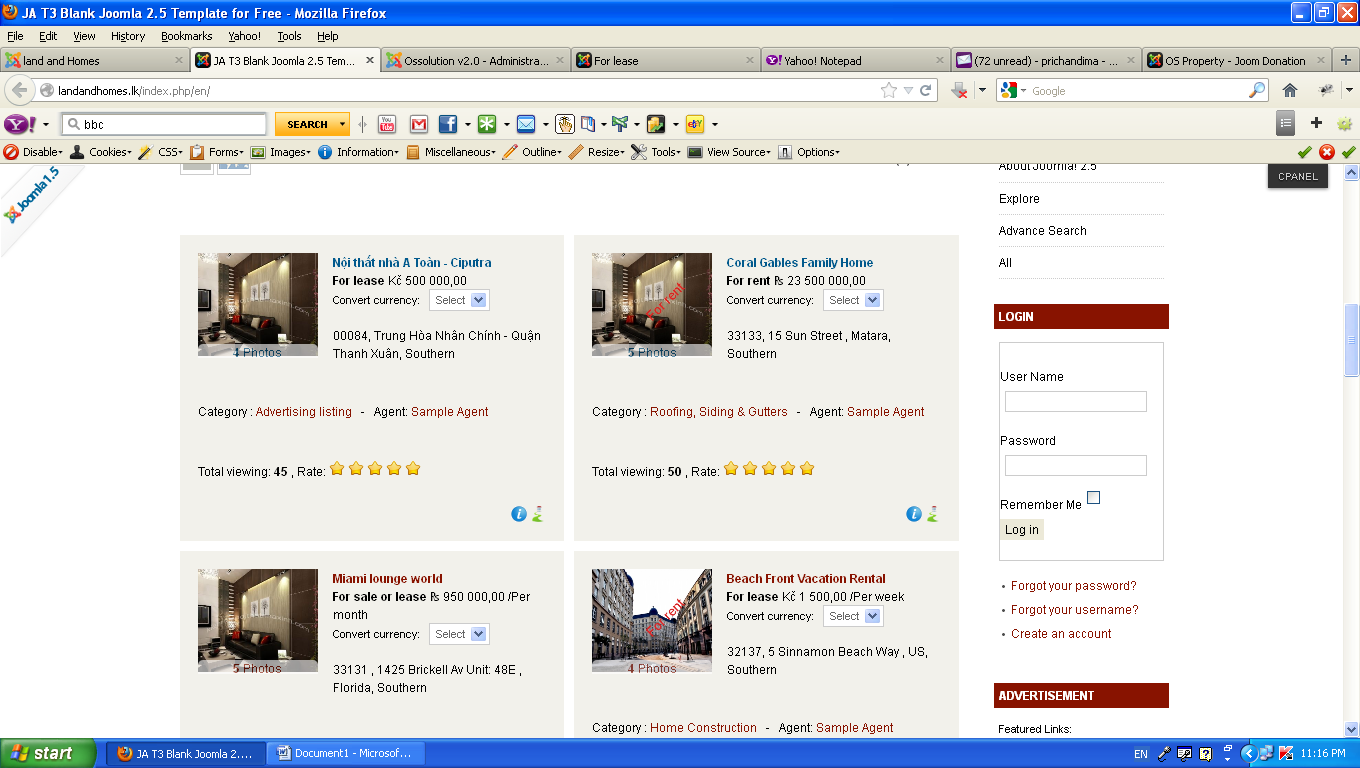 JA T3 Blank Joomla 2.5 Template for Free - Mozilla Firefox
File Edit View History Bookmarks Yahoo! Tools Help
land and Homes
JA T3 Blank Joomla 2.5 Tem...
Ossolution v2.0 - Administra...
For lease
Yahoo! Notepad
(72 unread) - prichandima - ...
OS Property - Joom Donation
landandhomes.lk/index.php/en/
Google
bbc
SEARCH
Disable Cookies CSS Forms Images Information Miscellaneous Outline Resize Tools View Source Options
Joomla1.5
CPANEL
About Joomla! 2.5
Explore
Advance Search
All
Nội thất nhà A Toàn - Ciputra
For lease Kč 500 000,00
Convert currency: Select
00084, Trung Hòa Nhân Chính - Quận
Thanh Xuân, Southern
4 Photos
Category : Advertising listing - Agent: Sample Agent
Total viewing: 45 , Rate:
Coral Gables Family Home
For rent ₨ 23 500 000,00
Convert currency: Select
33133, 15 Sun Street , Matara,
Southern
For rent
5 Photos
Category : Roofing, Siding & Gutters - Agent: Sample Agent
Total viewing: 50 , Rate:
Miami lounge world
For sale or lease ₨ 950 000,00 /Per
month
Convert currency: Select
33131 , 1425 Brickell Av Unit: 48E ,
Florida, Southern
5 Photos
Beach Front Vacation Rental
For lease Kč 1 500,00 /Per week
Convert currency: Select
32137, 5 Sinnamon Beach Way , US,
Southern
For rent
4 Photos
Category : Home Construction - Agent: Sample Agent
LOGIN
User Name
Password
Remember Me
Log in
Forgot your password?
Forgot your username?
Create an account
ADVERTISEMENT
Featured Links:
start
JA T3 Blank Joomla 2....
Document1 - Microsof...
EN
11:16 PM